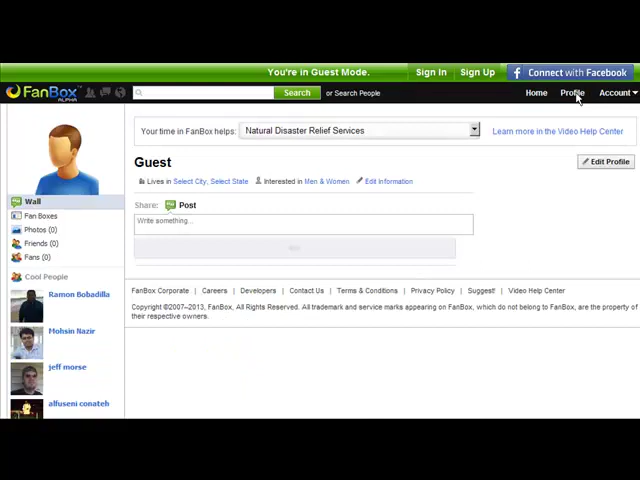 You're in Guest Mode. Sign In Sign Up f Connect with Facebook
FanBox ALPHA Search or Search People Home Profile Account
Your time in FanBox helps: Natural Disaster Relief Services Learn more in the Video Help Center
Guest
Edit Profile
Lives in Select City, Select State Interested in Men & Women Edit Information
Wall
Fan Boxes
Photos (0)
Friends (0)
Fans (0)
Share: Post
Write something...
Cool People
Ramon Bobadilla
Mohsin Nazir
jeff morse
alfuseni conateh
FanBox Corporate | Careers | Developers | Contact Us | Terms & Conditions | Privacy Policy | Suggest! | Video Help Center
Copyright ©2007–2013, FanBox, All Rights Reserved. All trademark and service marks appearing on FanBox, which do not belong to FanBox, are the property of
their respective owners.